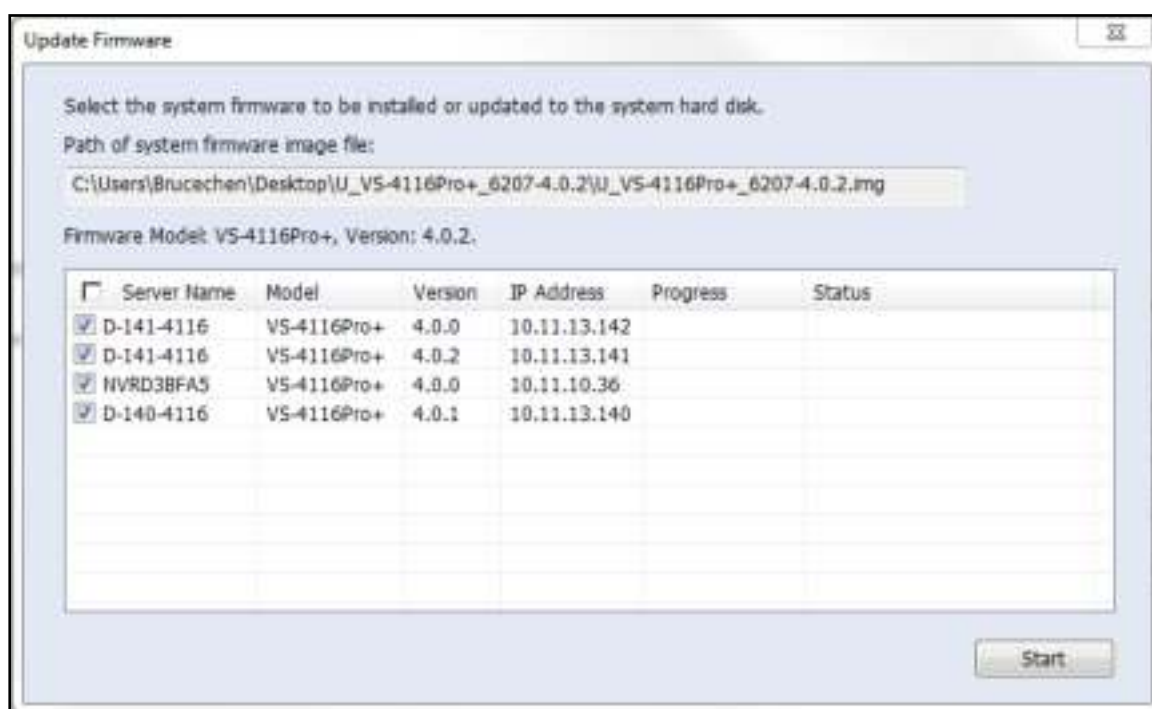 Update Firmware
Select the system firmware to be installed or updated to the system hard disk.
Path of system firmware image file:
C:\Users\Brucechen\Desktop\U_VS-4116Pro+_6207-4.0.2\U_VS-4116Pro+_6207-4.0.2.img
Firmware Model: VS-4116Pro+, Version: 4.0.2.
Server Name Model Version IP Address Progress Status
D-141-4116 VS-4116Pro+ 4.0.0 10.11.13.142
D-141-4116 VS-4116Pro+ 4.0.2 10.11.13.141
NVRD3BFA5 VS-4116Pro+ 4.0.0 10.11.10.36
D-140-4116 VS-4116Pro+ 4.0.1 10.11.13.140
Start